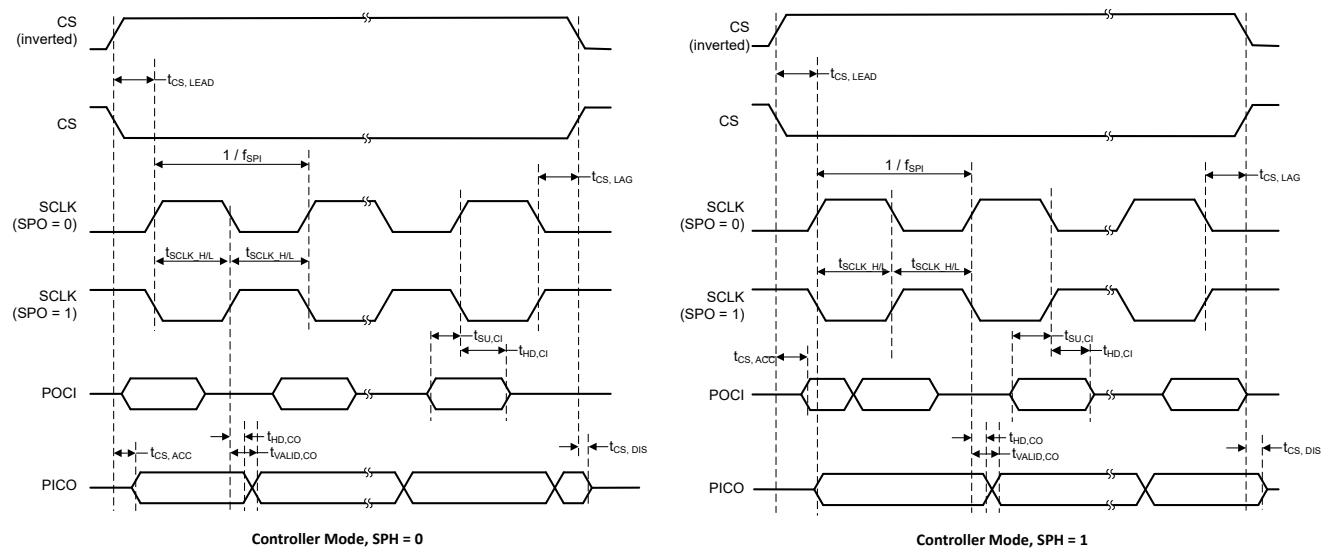 CS
(inverted)
tCS, LEAD
CS
1 / fSPI
tCS, LAG
SCLK
(SPO = 0)
tSCLK_H/L
tSCLK_H/L
SCLK
(SPO = 1)
tSU,CI
tHD,CI
POCI
tHD,CO
tCS, ACC
tVALID,CO
tCS, DIS
PICO
Controller Mode, SPH = 0
CS
(inverted)
tCS, LEAD
CS
1 / fSPI
tCS, LAG
SCLK
(SPO = 0)
tSCLK_H/L
tSCLK_H/L
SCLK
(SPO = 1)
tSU,CI
tCS, ACC
tHD,CI
POCI
tHD,CO
tVALID,CO
tCS, DIS
PICO
Controller Mode, SPH = 1